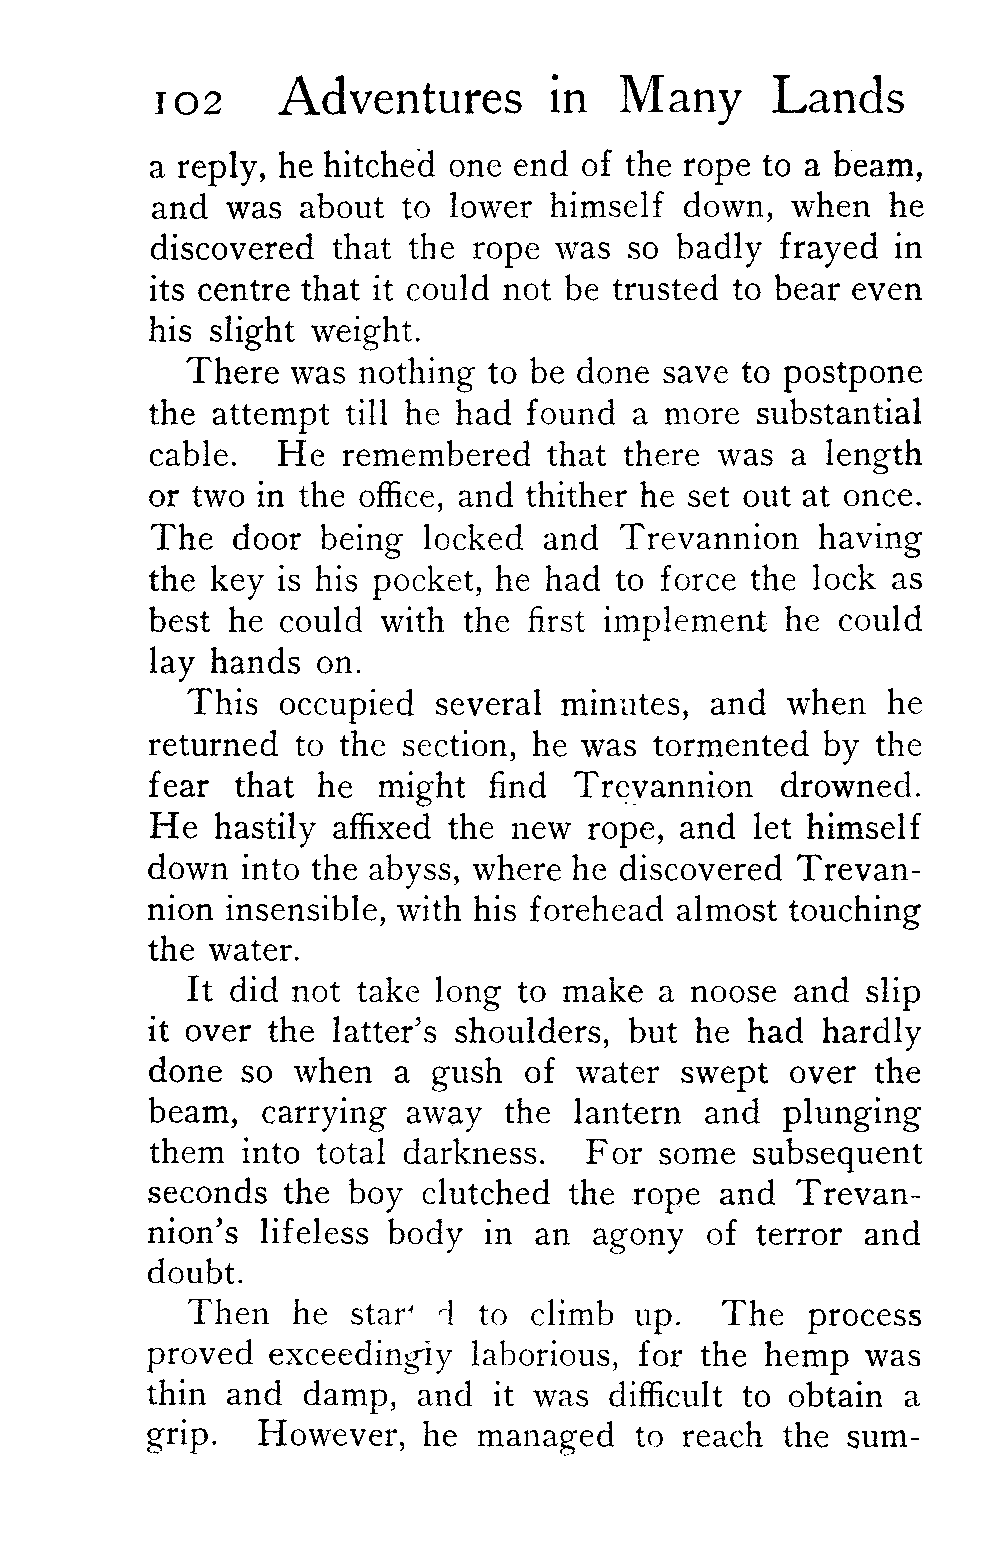 102 Adventures in Many Lands
a reply, he hitched one end of the rope to a beam,
and was about to lower himself down, when he
discovered that the rope was so badly frayed in
its centre that it could not be trusted to bear even
his slight weight.
There was nothing to be done save to postpone
the attempt till he had found a more substantial
cable. He remembered that there was a length
or two in the office, and thither he set out at once.
The door being locked and Trevannion having
the key is his pocket, he had to force the lock as
best he could with the first implement he could
lay hands on.
This occupied several minutes, and when he
returned to the section, he was tormented by the
fear that he might find Trevannion drowned.
He hastily affixed the new rope, and let himself
down into the abyss, where he discovered Trevan-
nion insensible, with his forehead almost touching
the water.
It did not take long to make a noose and slip
it over the latter's shoulders, but he had hardly
done so when a gush of water swept over the
beam, carrying away the lantern and plunging
them into total darkness. For some subsequent
seconds the boy clutched the rope and Trevan-
nion's lifeless body in an agony of terror and
doubt.
Then he to climb up. The process
proved exceedingly laborious, for the hemp was
thin and damp, and it was difficult to obtain a
grip. However, he managed to reach the sum-